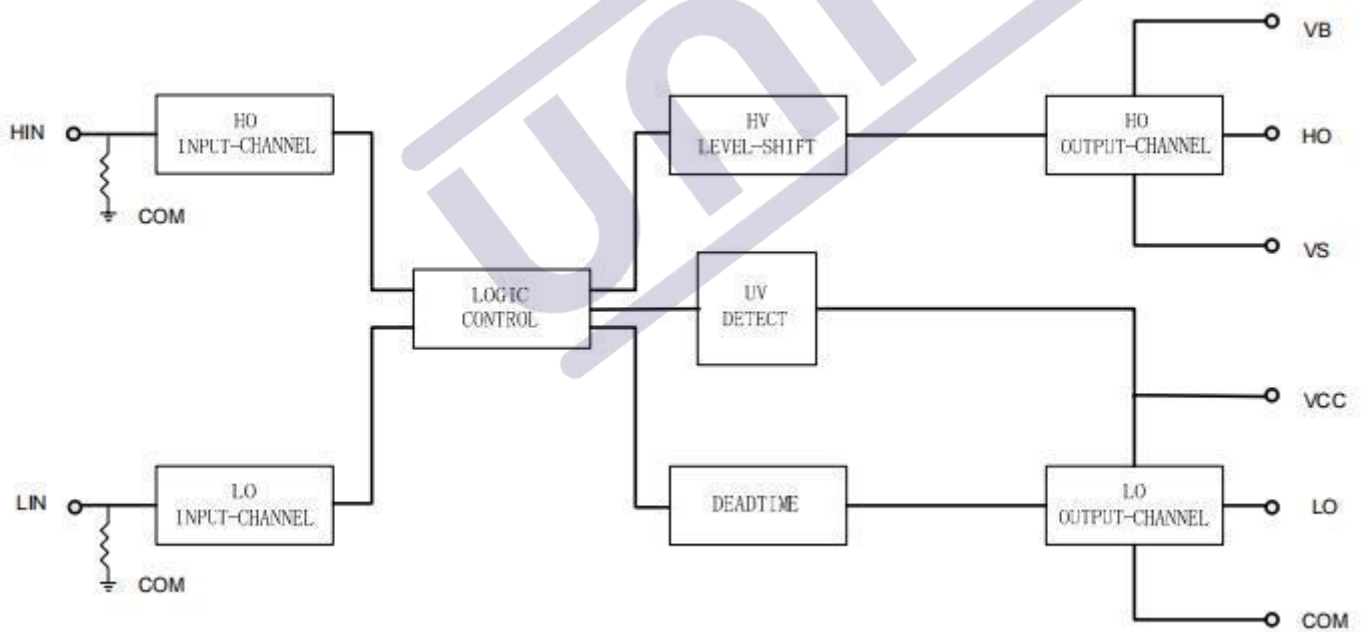 VB
HIN
HO
INPUT-CHANNEL
HV
LEVEL-SHIFT
HO
OUTPUT-CHANNEL
HO
COM
VS
LOGIC
CONTROL
UV
DETECT
VCC
LIN
LO
INPUT-CHANNEL
DEADTIME
LO
OUTPUT-CHANNEL
LO
COM
COM